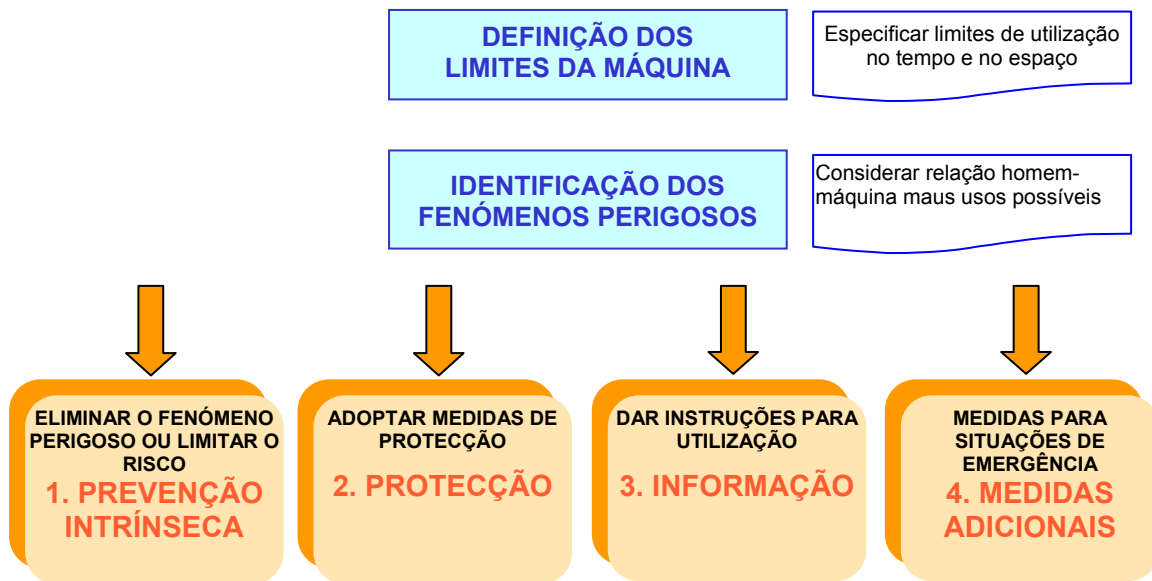 DEFINIÇÃO DOS
LIMITES DA MÁQUINA
Especificar limites de utilização
no tempo e no espaço
IDENTIFICAÇÃO DOS
FENÓMENOS PERIGOSOS
Considerar relação homem-
máquina maus usos possíveis
ELIMINAR O FENÓMENO
PERIGOSO OU LIMITAR O
RISCO
1. PREVENÇÃO
INTRÍNSECA
ADOPTAR MEDIDAS DE
PROTECÇÃO
2. PROTECÇÃO
DAR INSTRUÇÕES PARA
UTILIZAÇÃO
3. INFORMAÇÃO
MEDIDAS PARA
SITUAÇÕES DE
EMERGÊNCIA
4. MEDIDAS
ADICIONAIS